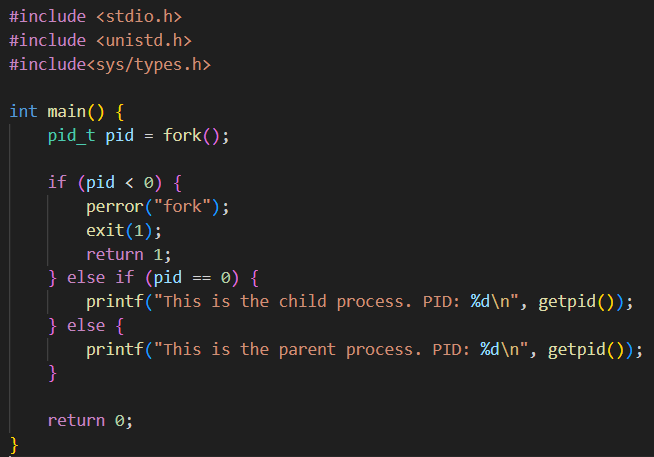 #include <stdio.h>
#include <unistd.h>
#include<sys/types.h>
int main() {
    pid_t pid = fork();
    if (pid < 0) {
        perror("fork");
        exit(1);
        return 1;
    } else if (pid == 0) {
        printf("This is the child process. PID: %d\n", getpid());
    } else {
        printf("This is the parent process. PID: %d\n", getpid());
    }
    return 0;
}